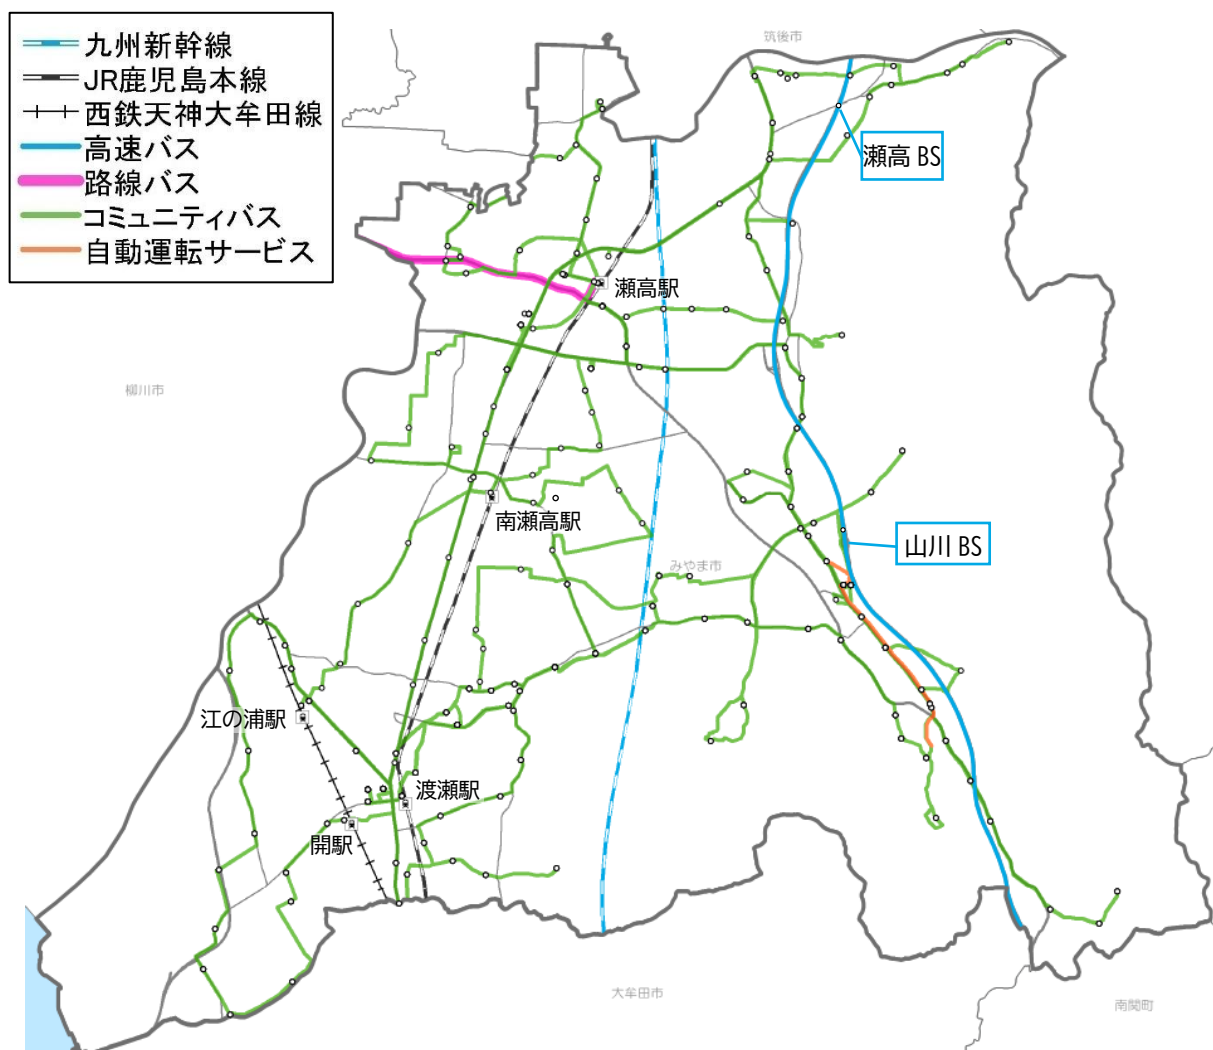 九州新幹線
JR鹿児島本線
西鉄天神大牟田線
高速バス
路線バス
コミュニティバス
自動運転サービス
筑後市
瀬高 BS
瀬高駅
柳川市
南瀬高駅
山川 BS
みやま市
江の浦駅
渡瀬駅
開駅
大牟田市
南関町